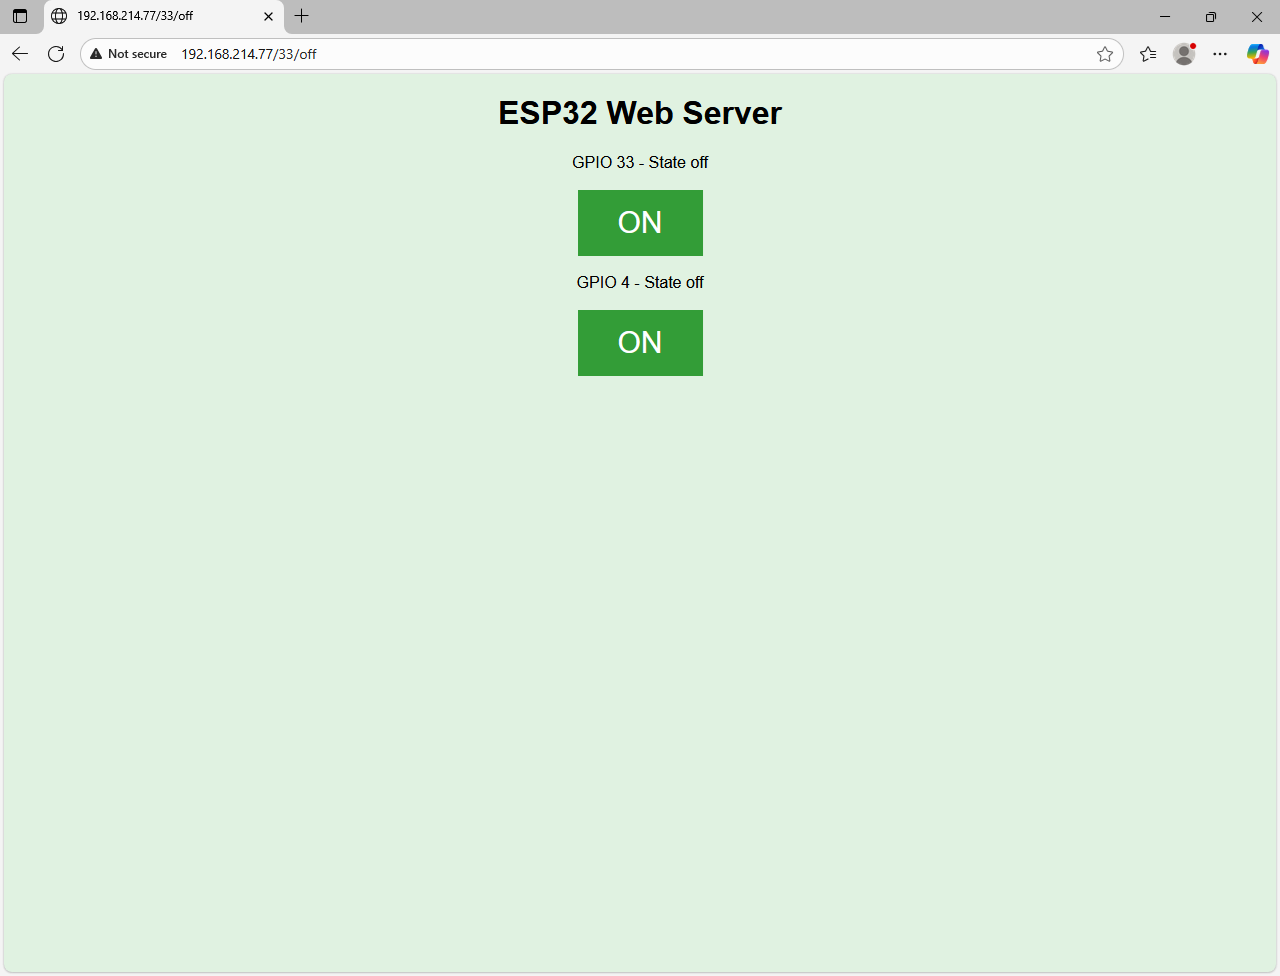 192.168.214.77/33/off
Not secure 192.168.214.77/33/off
ESP32 Web Server
GPIO 33 - State off
ON
GPIO 4 - State off
ON